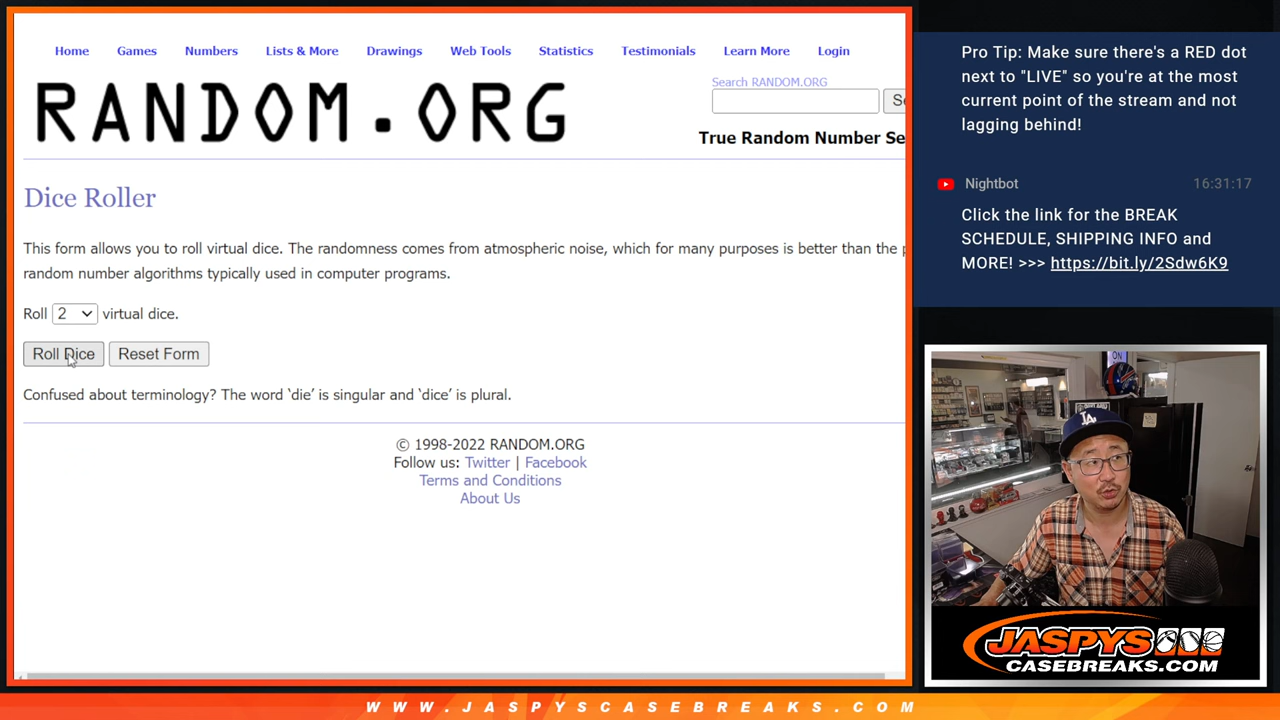 Home Games Numbers Lists & More Drawings Web Tools Statistics Testimonials Learn More Login
Search RANDOM.ORG
RANDOM.ORG
True Random Number Se
Dice Roller
This form allows you to roll virtual dice. The randomness comes from atmospheric noise, which for many purposes is better than the p
random number algorithms typically used in computer programs.
Roll 2 virtual dice.
Roll Dice Reset Form
Confused about terminology? The word ‘die’ is singular and ‘dice’ is plural.
© 1998-2022 RANDOM.ORG
Follow us: Twitter | Facebook
Terms and Conditions
About Us
Pro Tip: Make sure there's a RED dot
next to "LIVE" so you're at the most
current point of the stream and not
lagging behind!
Nightbot 16:31:17
Click the link for the BREAK
SCHEDULE, SHIPPING INFO and
MORE! >>> https://bit.ly/2Sdw6K9
ON
LA
JASPYS
CASEBREAKS.COM
WWW.JASPYSCASEBREAKS.COM